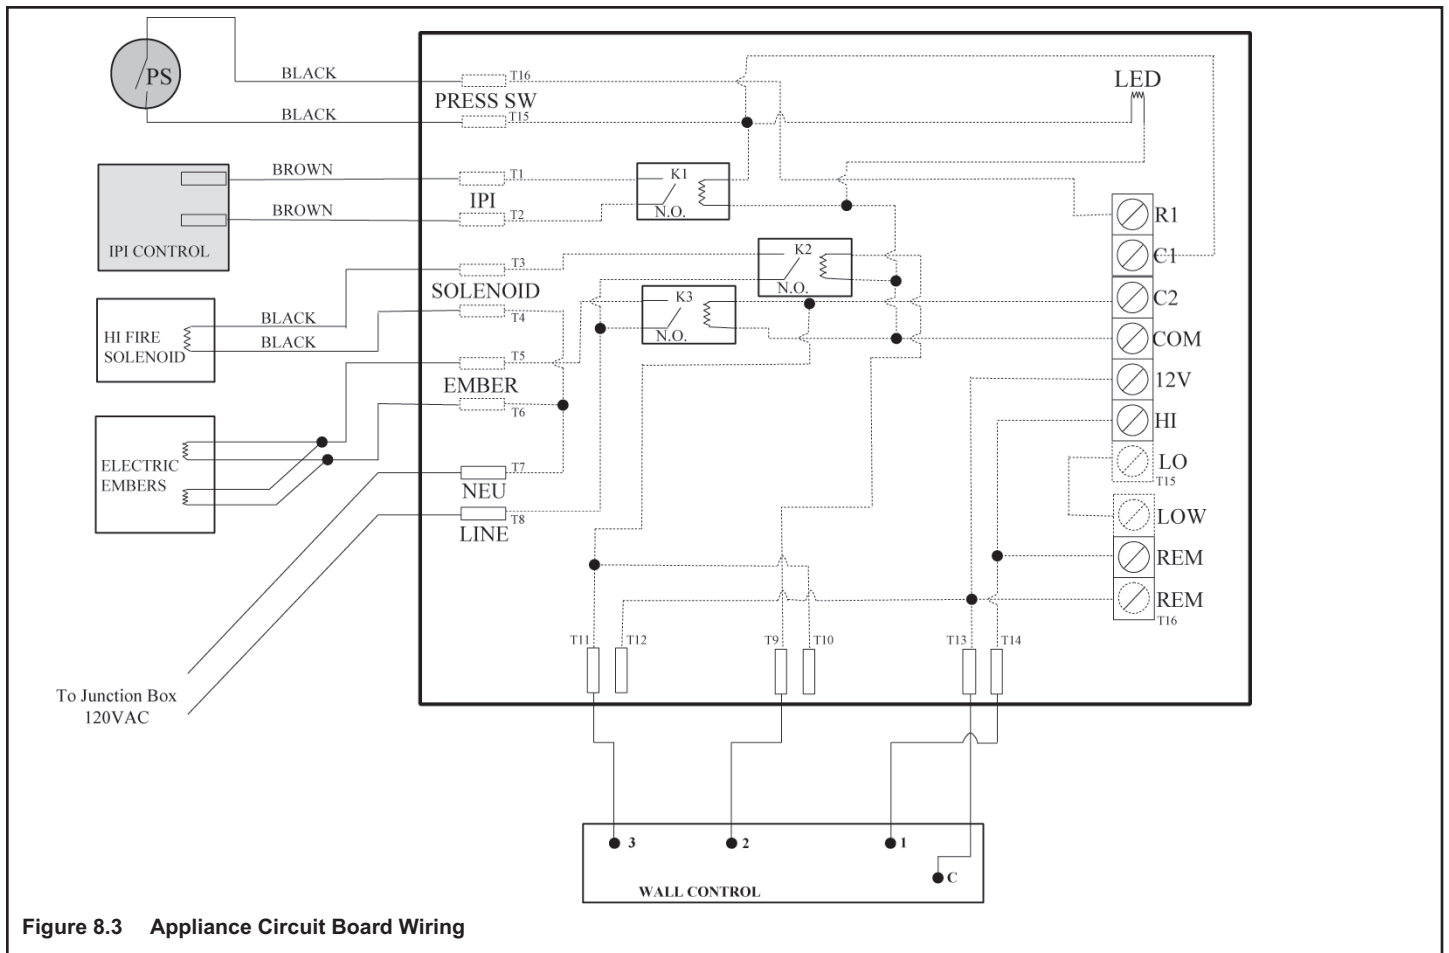 PS
BLACK
T16
PRESS SW
BLACK
T15
LED
BROWN
T1
IPI
BROWN
T2
IPI CONTROL
K1
N.O.
R1
C1
C2
COM
12V
HI
LO
T15
LOW
REM
REM
T16
K2
N.O.
K3
N.O.
T3
SOLENOID
T4
BLACK
BLACK
HI FIRE
SOLENOID
T5
EMBER
T6
ELECTRIC
EMBERS
T7
NEU
T8
LINE
To Junction Box
120VAC
T11
T12
T9
T10
T13
T14
3
2
1
C
WALL CONTROL
Figure 8.3 Appliance Circuit Board Wiring